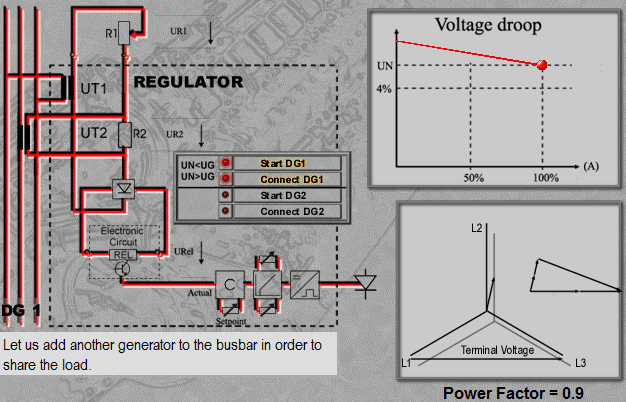 R1
UR1
REGULATOR
UT1
UT2
R2
UR2
UN<UG
UN>UG
Start DG1
Connect DG1
Start DG2
Connect DG2
Electronic
Circuit
REL
URel
Actual
C
Setpoint
DG 1
Let us add another generator to the busbar in order to
share the load.
Voltage droop
UN
4%
50%
100%
(A)
L2
L1
Terminal Voltage
L3
Power Factor = 0.9